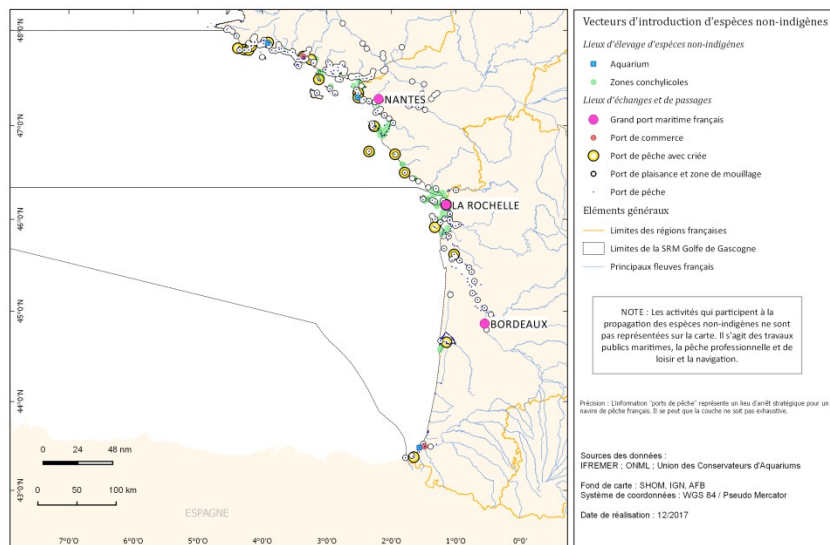 48°N
47°N
46°N
45°N
44°N
43°N
NANTES
LA ROCHELLE
BORDEAUX
0 24 48 nm
0 50 100 km
ESPAGNE
7°0'O 6°0'O 5°0'O 4°0'O 3°0'O 2°0'O 1°0'O 0°0'
Vecteurs d'introduction d'espèces non-indigènes
Lieux d'élevage d'espèces non-indigènes
Aquarium
Zones conchylicoles
Lieux d'échanges et de passages
Grand port maritime français
Port de commerce
Port de pêche avec criée
Port de plaisance et zone de mouillage
Port de pêche
Eléments généraux
Limites des régions françaises
Limites de la SRM Golfe de Gascogne
Principaux fleuves français
NOTE : Les activités qui participent à la
propagation des espèces non-indigènes ne sont
pas représentées sur la carte. Il s'agit des travaux
publics maritimes, la pêche professionnelle et de
loisir et la navigation.
Précision : L'information "ports de pêche" représente un lieu d'arrêt stratégique pour un
navire de pêche français. Il se peut que la couche ne soit pas exhaustive.
Sources des données :
IFREMER ; ONML ; Union des Conservateurs d'Aquariums
Fond de carte : SHOM, IGN, AFB
Système de coordonnées : WGS 84 / Pseudo Mercator
Date de réalisation : 12/2017